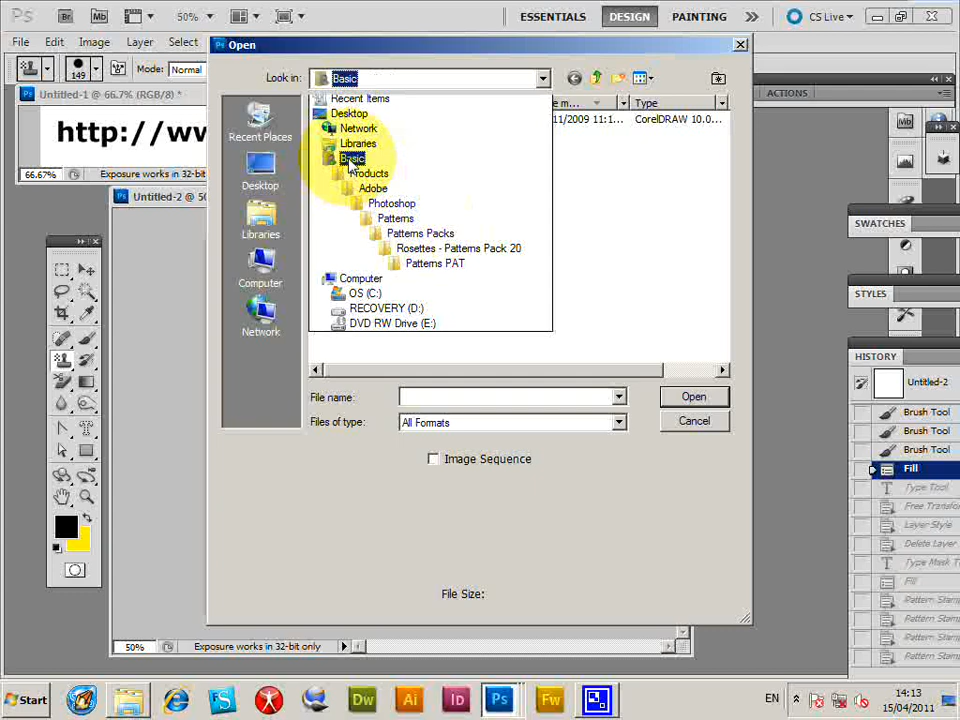 Ps Br Mb 50% ESSENTIALS DESIGN PAINTING CS Live
File Edit Image Layer Select
149 Mode: Normal
Open
Look in: Basic
Untitled-1 @ 66.7% (RGB/8) *
http://ww
66.67% Exposure works in 32-bit
Untitled-2 @ 50
Recent Places
Desktop
Libraries
Computer
Network
Recent Items
Desktop
Network
Libraries
Basic
Products
Adobe
Photoshop
Patterns
Patterns Packs
Rosettes - Patterns Pack 20
Patterns PAT
Computer
OS (C:)
RECOVERY (D:)
DVD RW Drive (E:)
e m... Type
11/2009 11:1... CorelDRAW 10.0...
File name: Open
Files of type: All Formats Cancel
Image Sequence
File Size:
50% Exposure works in 32-bit only
ACTIONS
Mb
SWATCHES
STYLES
HISTORY
Untitled-2
Brush Tool
Brush Tool
Brush Tool
Fill
Type Tool
Free Transfor
Layer Style
Delete Layer
Type Mask T
Fill
Pattern Stamp
Pattern Stamp
Pattern Stamp
Pattern Stamp
Start Dw Ai Id Ps Fw EN 14:13
15/04/2011